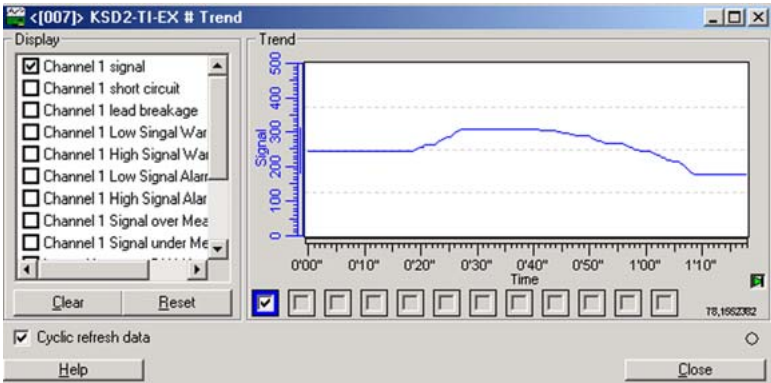 <[007]> KSD2-TI-EX # Trend
Display
Channel 1 signal
Channel 1 short circuit
Channel 1 lead breakage
Channel 1 Low Singal War
Channel 1 High Signal War
Channel 1 Low Signal Alarr
Channel 1 High Signal Alar
Channel 1 Signal over Mea
Channel 1 Signal under Me
Clear
Reset
Trend
Signal
500
400
300
200
100
0
0'00" 0'10" 0'20" 0'30" 0'40" 0'50" 1'00" 1'10"
Time
78,1662382
Cyclic refresh data
Help
Close